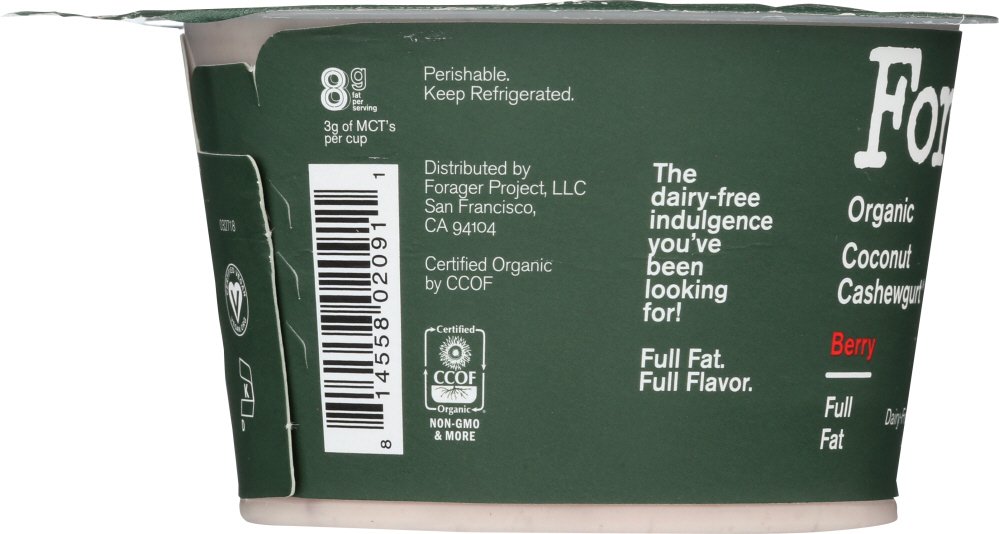 8g
fat
per
serving
3g of MCT's
per cup
8 14558 02091 1
Perishable.
Keep Refrigerated.
Distributed by
Forager Project, LLC
San Francisco,
CA 94104
Certified Organic
by CCOF
Certified
CCOF
Organic
NON-GMO
& MORE
The
dairy-free
indulgence
you've
been
looking
for!
Full Fat.
Full Flavor.
For
Organic
Coconut
Cashewgurt
Berry
Full
Fat
Dairy-F
032718
K
D